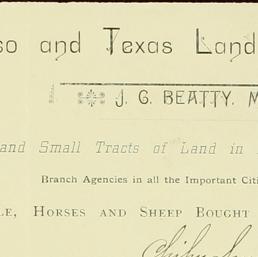 so and Texas Land
J. G. BEATTY. M
and Small Tracts of Land in
Branch Agencies in all the Important Citi
LE, HORSES AND SHEEP BOUGHT